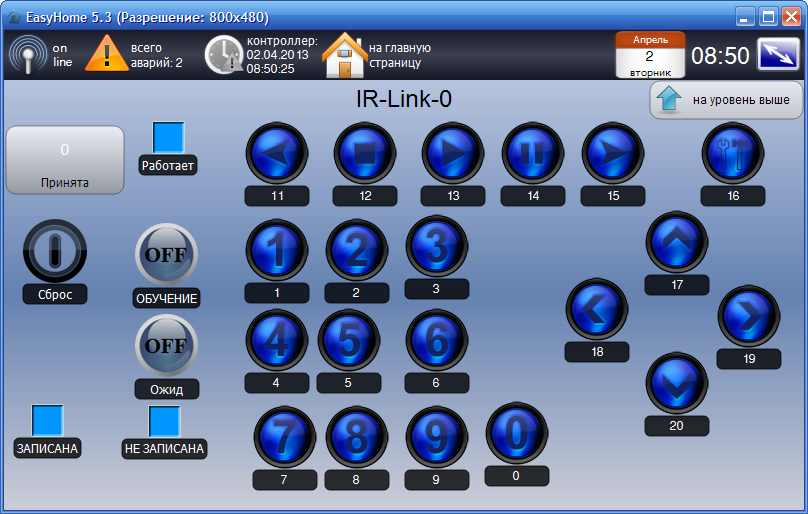 EasyHome 5.3 (Разрешение: 800x480)
on
line
всего
аварий: 2
контроллер:
02.04.2013
08:50:25
на главную
страницу
Апрель
2
вторник
08:50
IR-Link-0
на уровень выше
0
Принята
Работает
11
12
13
14
15
16
Сброс
OFF
ОБУЧЕНИЕ
1
1
2
2
3
3
17
OFF
Ожид
4
4
5
5
6
6
18
19
20
ЗАПИСАНА
НЕ ЗАПИСАНА
7
7
8
8
9
9
0
0